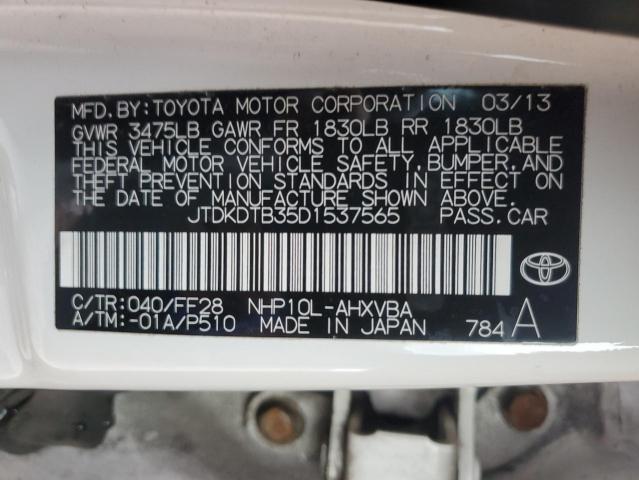 MFD.BY:TOYOTA MOTOR CORPORATION 03/13
GVWR 3475LB GAWR FR 1830LB RR 1830LB
THIS VEHICLE CONFORMS TO ALL APPLICABLE
FEDERAL MOTOR VEHICLE SAFETY, BUMPER, AND
THEFT PREVENTION STANDARDS IN EFFECT ON
THE DATE OF MANUFACTURE SHOWN ABOVE.
JTDKDTB35D1537565 PASS.CAR
C/TR:040/FF28 NHP10L-AHXVBA
A/TM:-01A/P510 MADE IN JAPAN 784 A